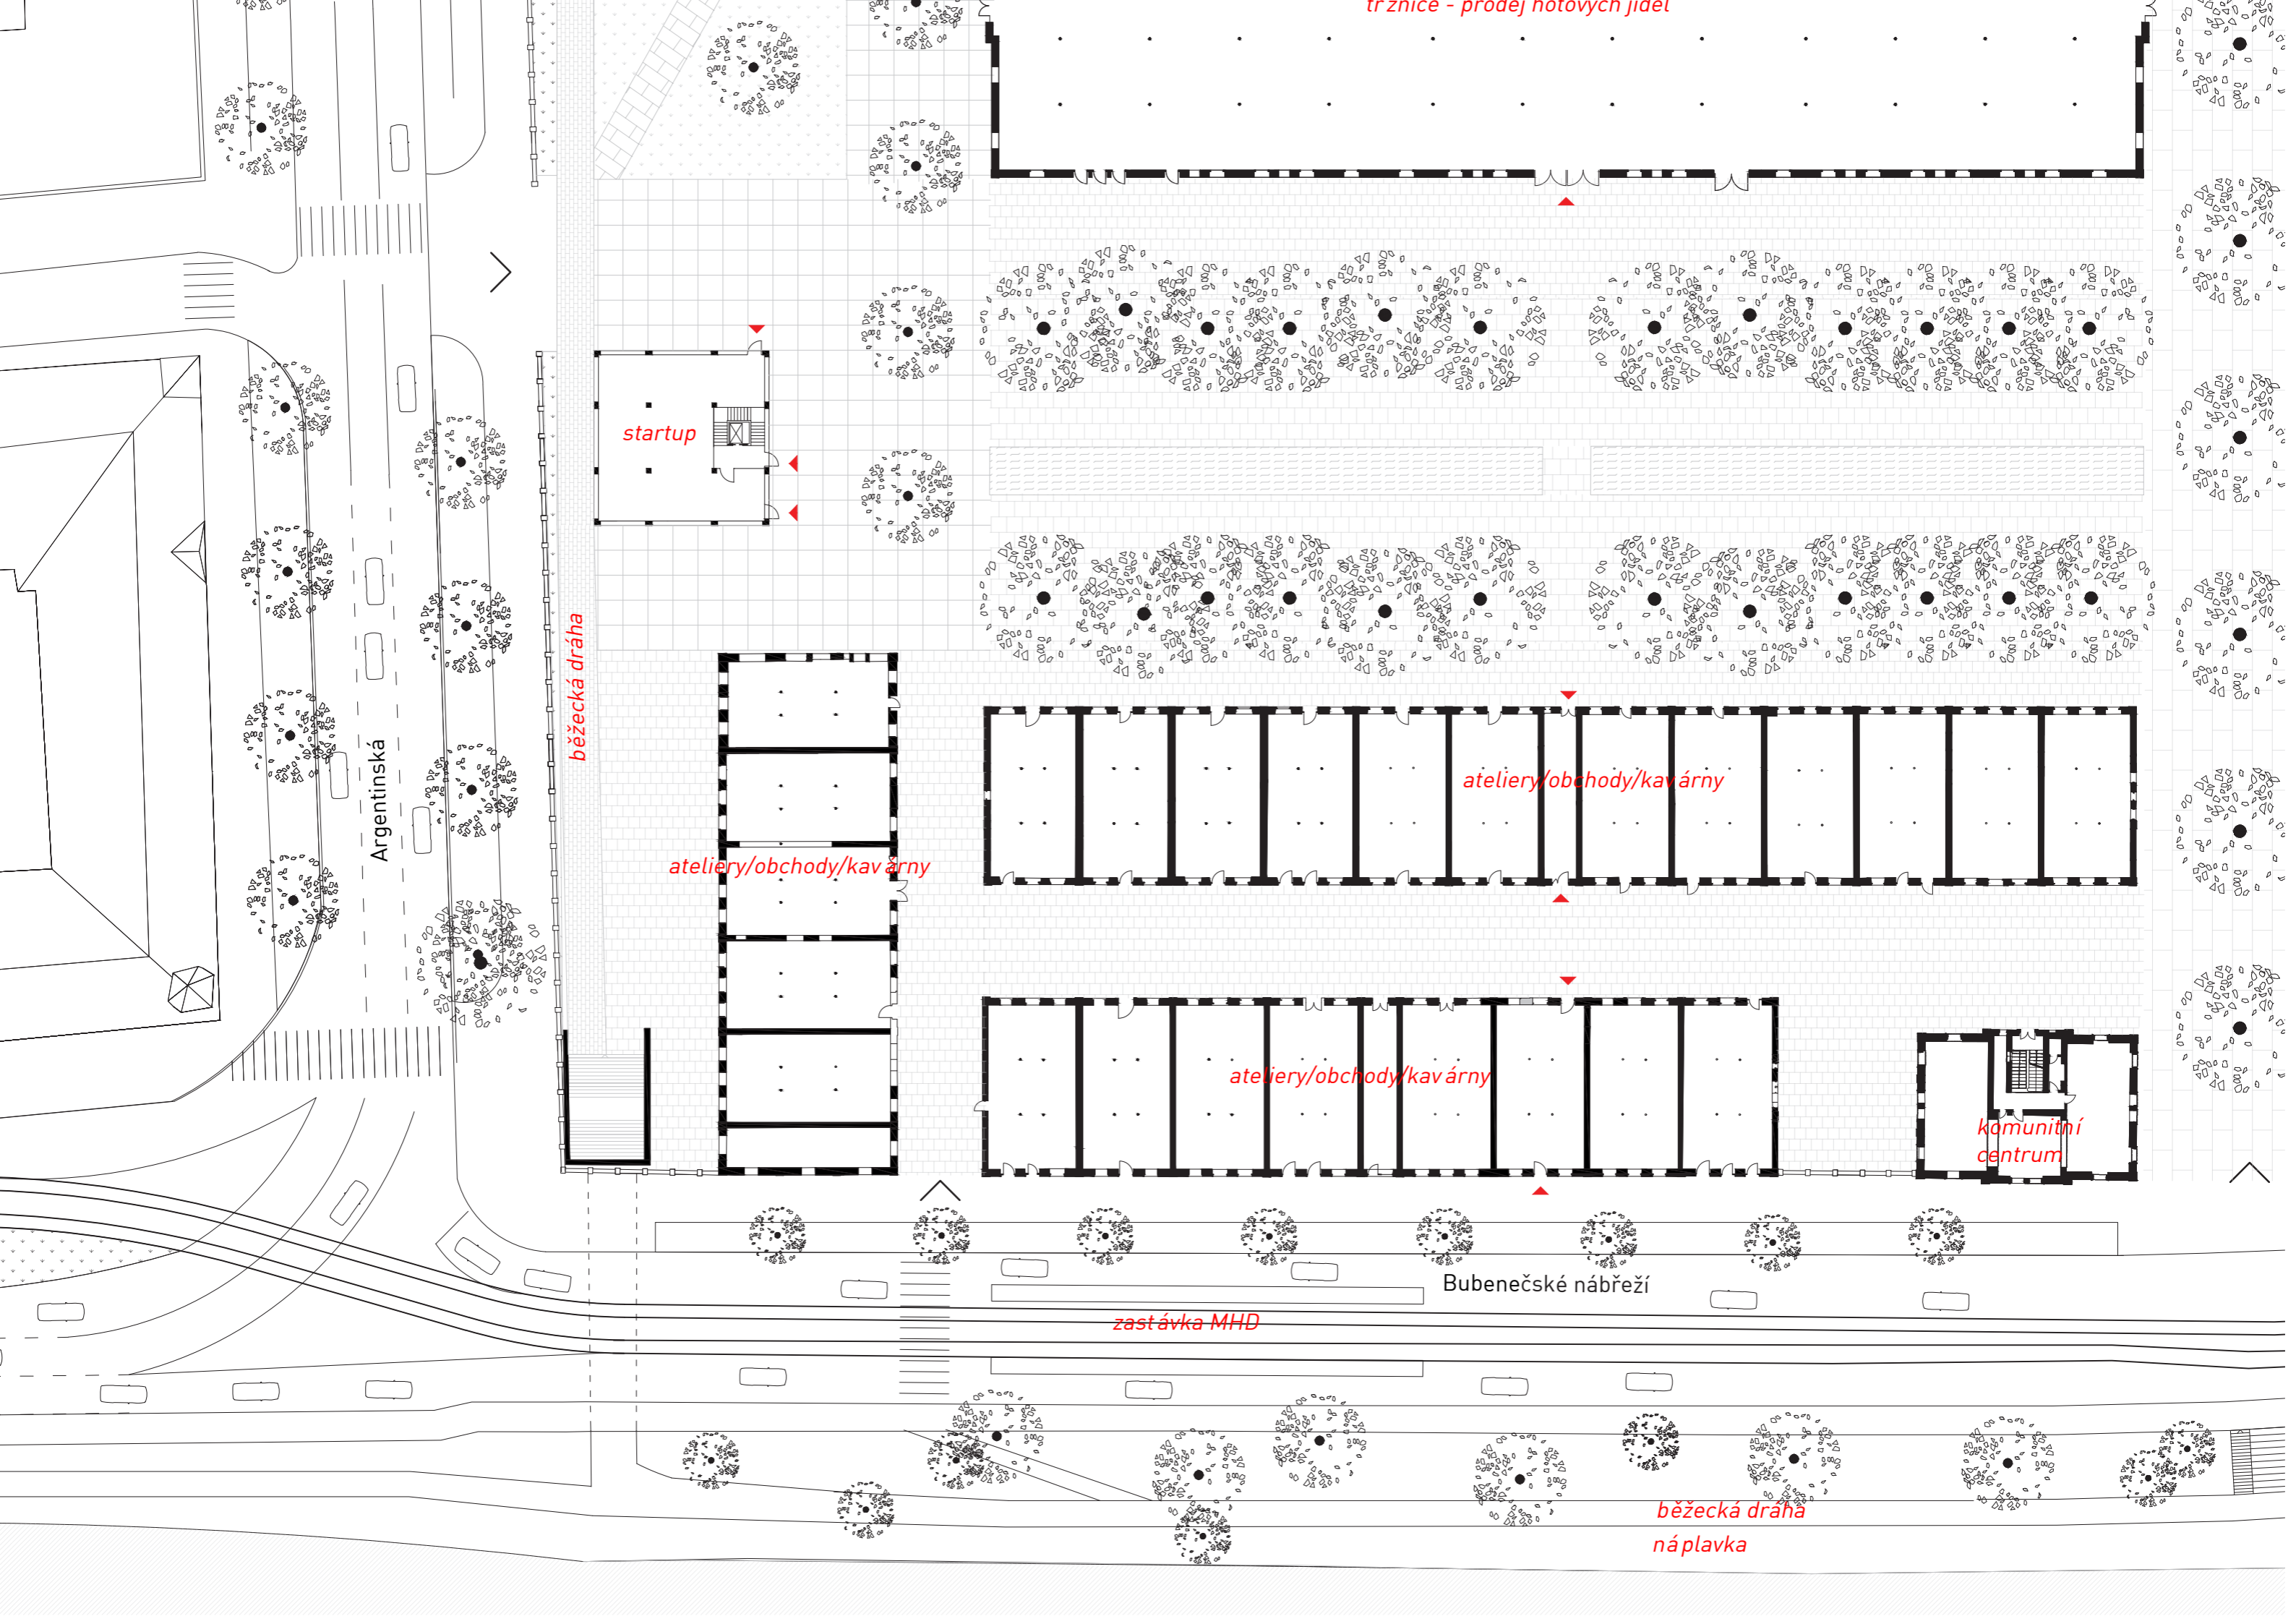 tržnice - prodej hotových jídel
startup
běžecká dráha
Argentinská
ateliery/obchody/kavárny
ateliery/obchody/kavárny
ateliery/obchody/kavárny
komunitní
centrum
Bubenečské nábřeží
zastávka MHD
běžecká dráha
náplavka